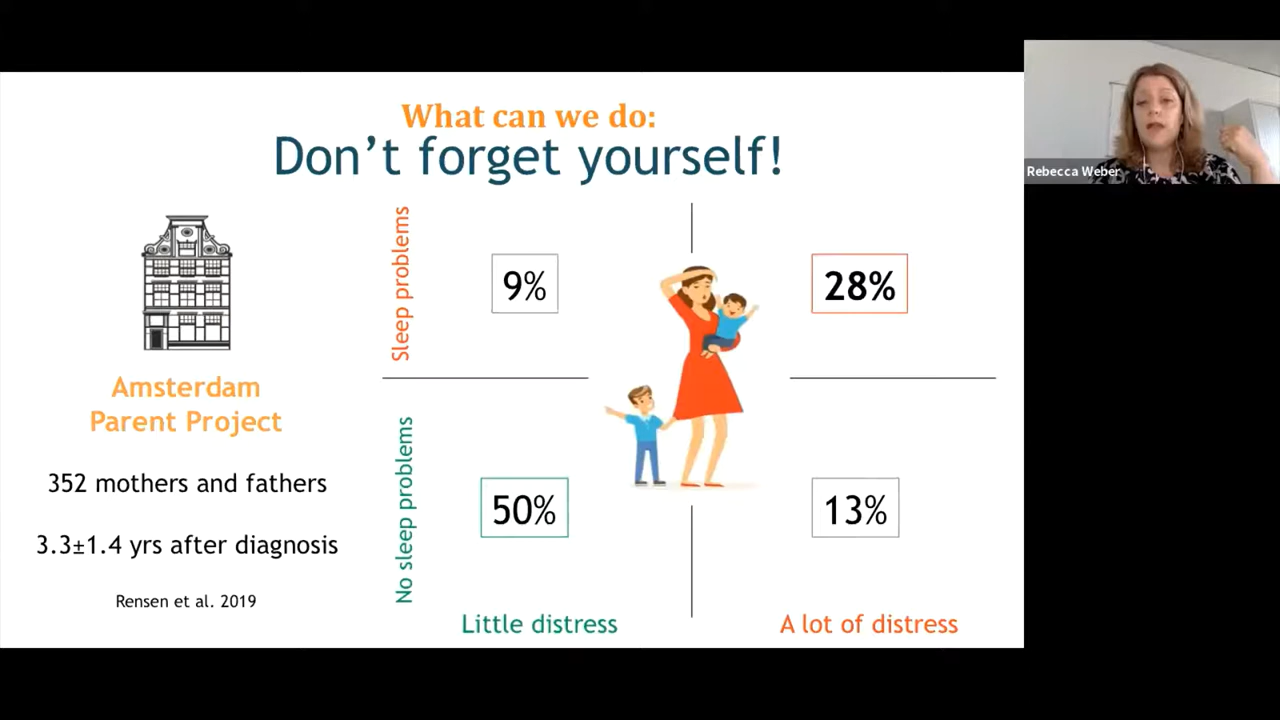 What can we do:
Don't forget yourself!
Rebecca Weber
Amsterdam
Parent Project
352 mothers and fathers
3.3±1.4 yrs after diagnosis
Rensen et al. 2019
Sleep problems
9%
28%
No sleep problems
50%
13%
Little distress
A lot of distress